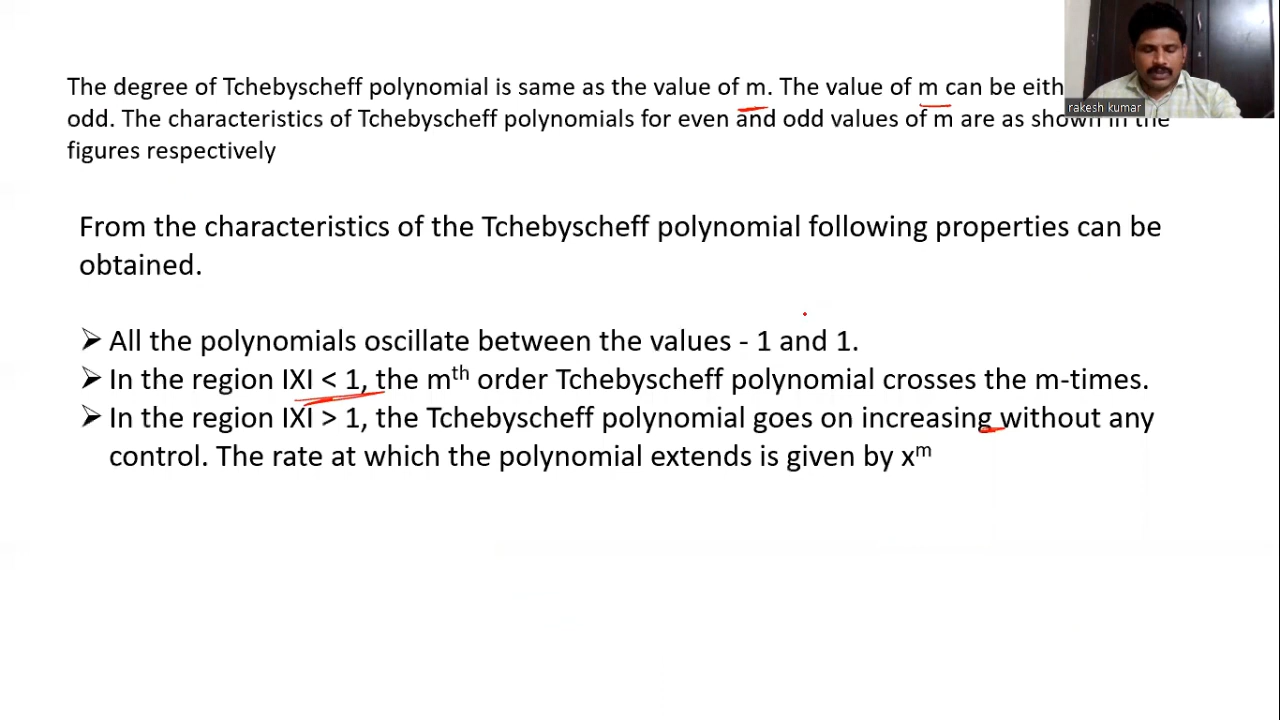 The degree of Tchebyscheff polynomial is same as the value of m. The value of m can be eith
rakesh kumar
odd. The characteristics of Tchebyscheff polynomials for even and odd values of m are as shown in the
figures respectively
From the characteristics of the Tchebyscheff polynomial following properties can be
obtained.
➢ All the polynomials oscillate between the values - 1 and 1.
➢ In the region IXI < 1, the mᵗʰ order Tchebyscheff polynomial crosses the m-times.
➢ In the region IXI > 1, the Tchebyscheff polynomial goes on increasing without any
control. The rate at which the polynomial extends is given by xᵐ